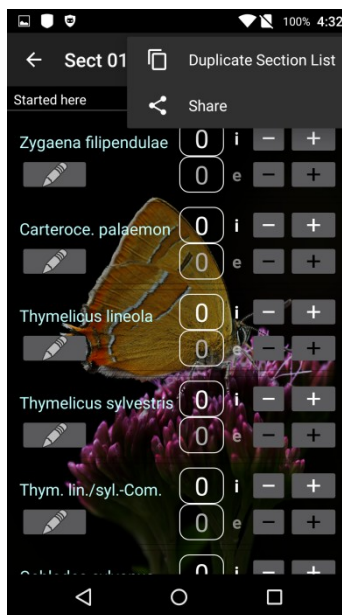 100% 4:32
Sect 01
Duplicate Section List
Share
Started here
Zygaena filipendulae 0 i − +
0 e − +
Carteroce. palaemon 0 i − +
0 e − +
Thymelicus lineola 0 i − +
0 e − +
Thymelicus sylvestris 0 i − +
0 e − +
Thym. lin./syl.-Com. 0 i − +
0 e − +
0 i − +